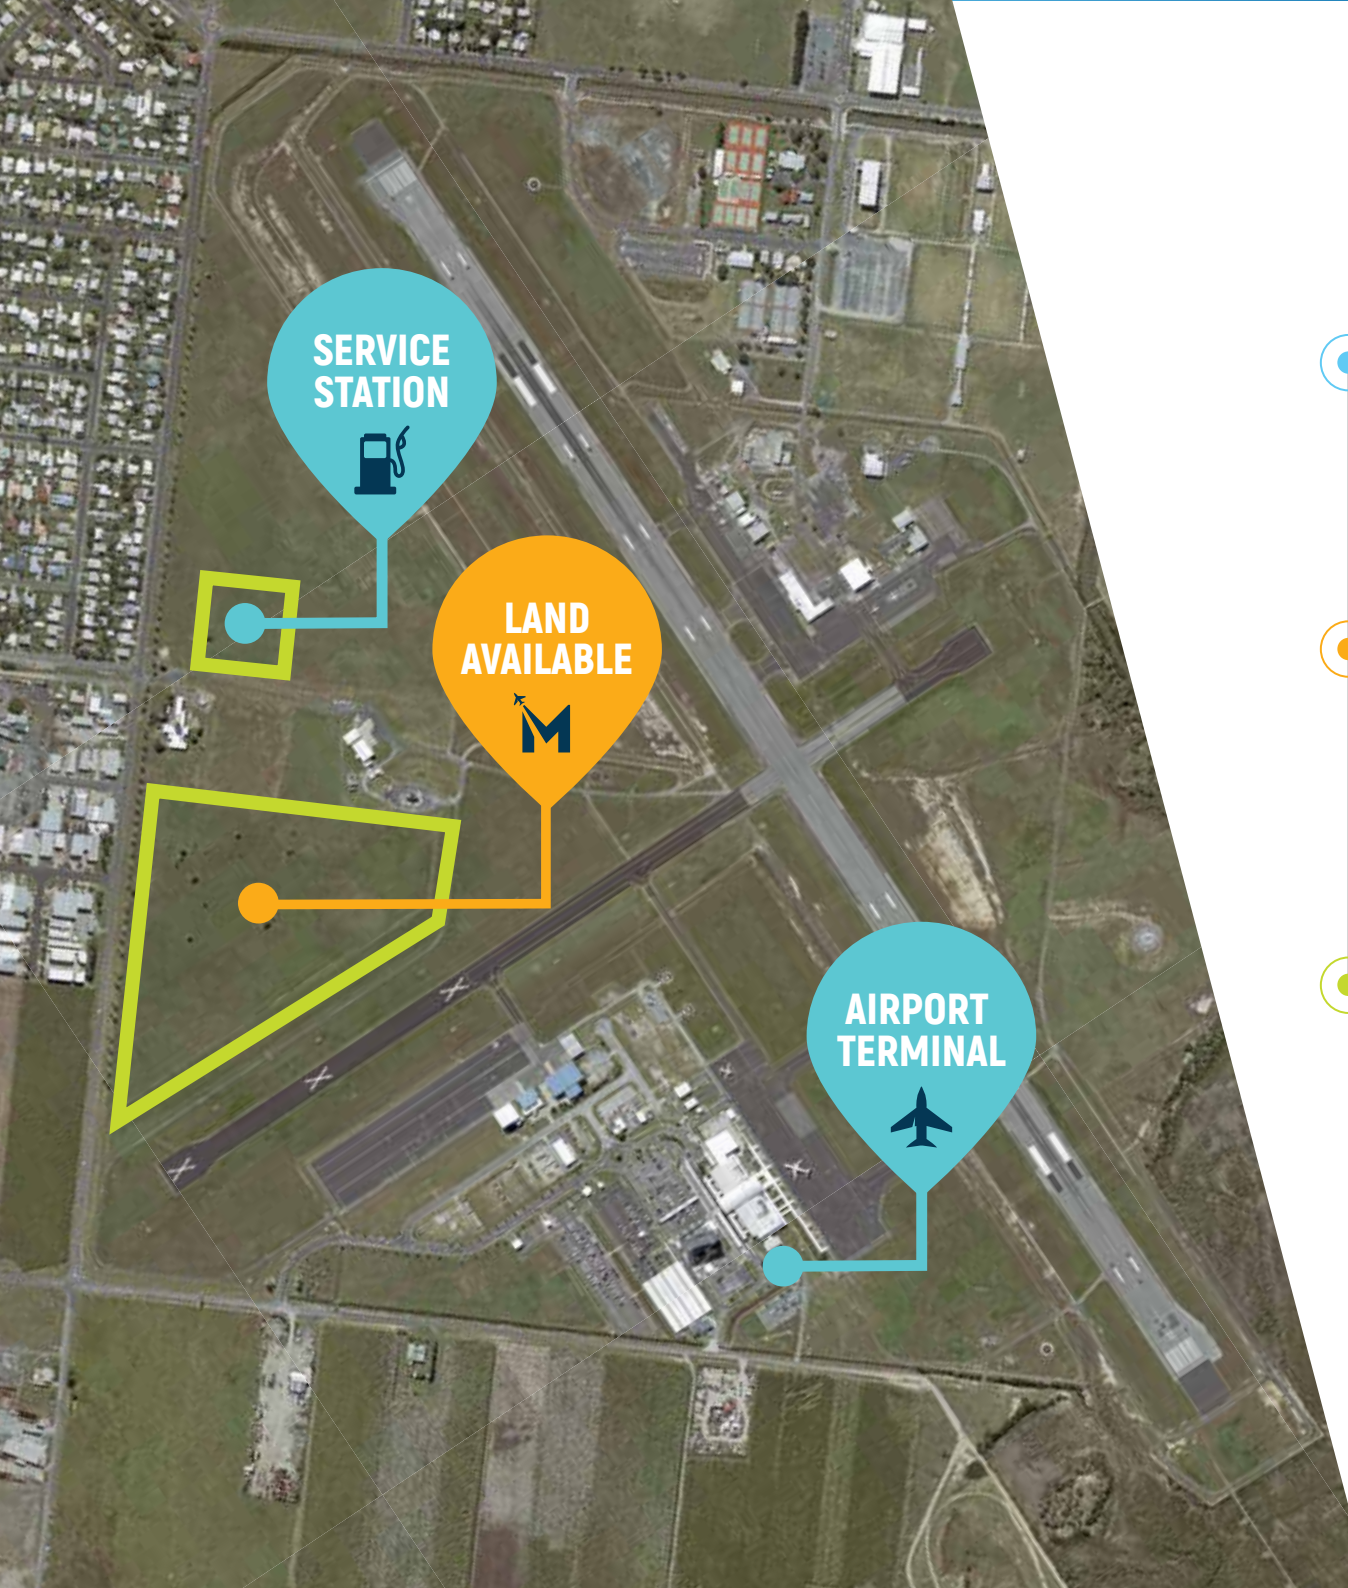 SERVICE
STATION
LAND
AVAILABLE
M
AIRPORT
TERMINAL